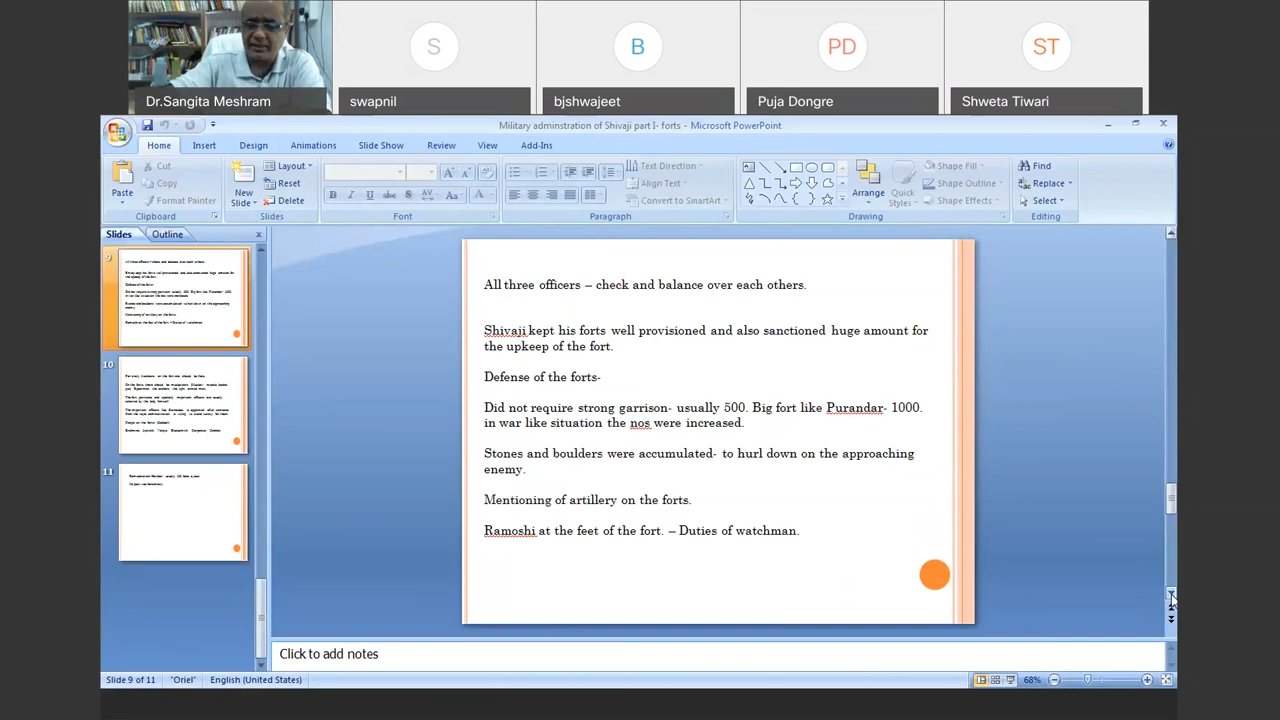 S
B
PD
ST
Dr.Sangita Meshram
swapnil
bjshwajeet
Puja Dongre
Shweta Tiwari
Military adminstration of Shivaji part I- forts - Microsoft PowerPoint
Home Insert Design Animations Slide Show Review View Add-Ins
Cut
Copy
Format Painter
Paste
Clipboard
New Slide
Layout
Reset
Delete
Slides
Font
Text Direction
Align Text
Convert to SmartArt
Paragraph
Arrange
Quick Styles
Shape Fill
Shape Outline
Shape Effects
Drawing
Find
Replace
Select
Editing
Slides Outline
9
10
11
All three officers – check and balance over each others.
Shivaji kept his forts well provisioned and also sanctioned huge amount for
the upkeep of the fort.
Defense of the forts-
Did not require strong garrison- usually 500. Big fort like Purandar- 1000.
in war like situation the nos were increased.
Stones and boulders were accumulated- to hurl down on the approaching
enemy.
Mentioning of artillery on the forts.
Ramoshi at the feet of the fort. – Duties of watchman.
Click to add notes
Slide 9 of 11 "Oriel" English (United States) 68%